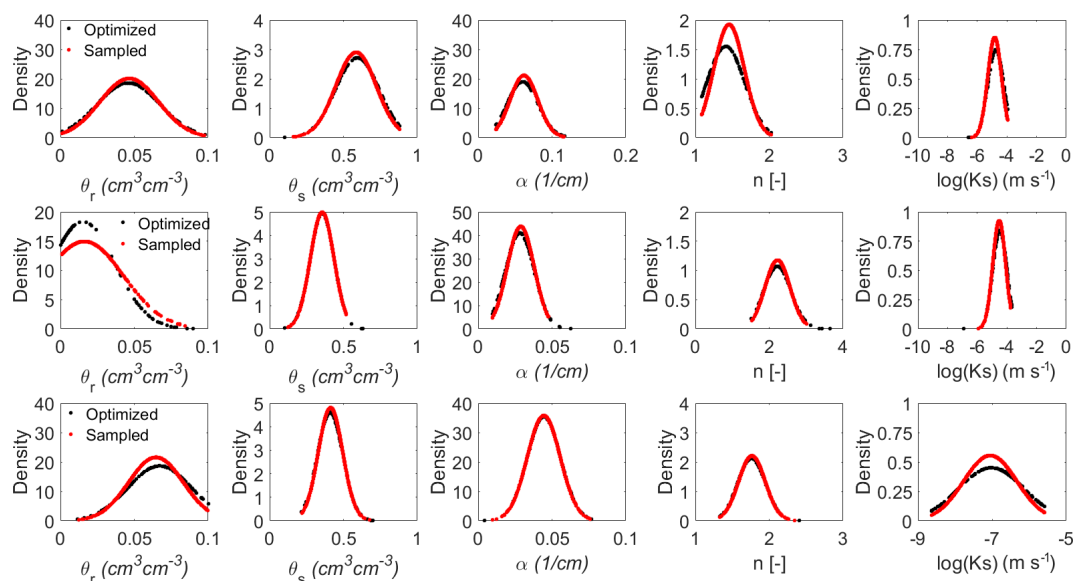 40
30
20
10
0
Density
Optimized
Sampled
0 0.05 0.1
θr (cm³cm⁻³)
4
3
2
1
0
Density
0 0.5 1
θs (cm³cm⁻³)
40
30
20
10
0
Density
0 0.1 0.2
α (1/cm)
2
1.5
1
0.5
0
Density
1 2 3
n [-]
1
0.75
0.5
0.25
0
Density
-10 -8 -6 -4 -2 0
log(Ks) (m s⁻¹)
20
15
10
5
0
Density
Optimized
Sampled
0 0.05 0.1
θr (cm³cm⁻³)
5
4
3
2
1
0
Density
0 0.5 1
θs (cm³cm⁻³)
50
40
30
20
10
0
Density
0 0.05 0.1
α (1/cm)
2
1.5
1
0.5
0
Density
0 1 2 3 4
n [-]
1
0.75
0.5
0.25
0
Density
-10 -8 -6 -4 -2 0
log(Ks) (m s⁻¹)
40
30
20
10
0
Density
Optimized
Sampled
0 0.05 0.1
θr (cm³cm⁻³)
5
4
3
2
1
0
Density
0 0.5 1
θs (cm³cm⁻³)
40
30
20
10
0
Density
0 0.05 0.1
α (1/cm)
4
3
2
1
0
Density
1 2 3
n [-]
1
0.75
0.5
0.25
0
Density
-9 -7 -5
log(Ks) (m s⁻¹)